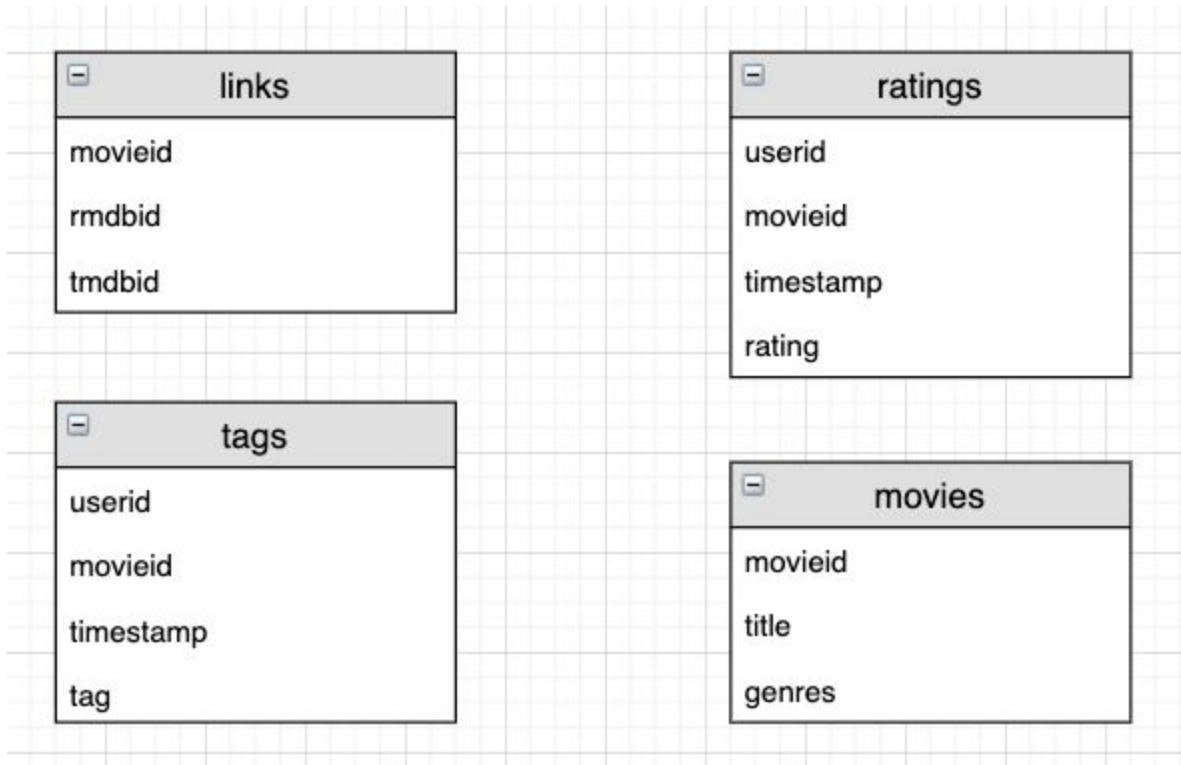 links
movieid
rmdbid
tmdbid
ratings
userid
movieid
timestamp
rating
tags
userid
movieid
timestamp
tag
movies
movieid
title
genres